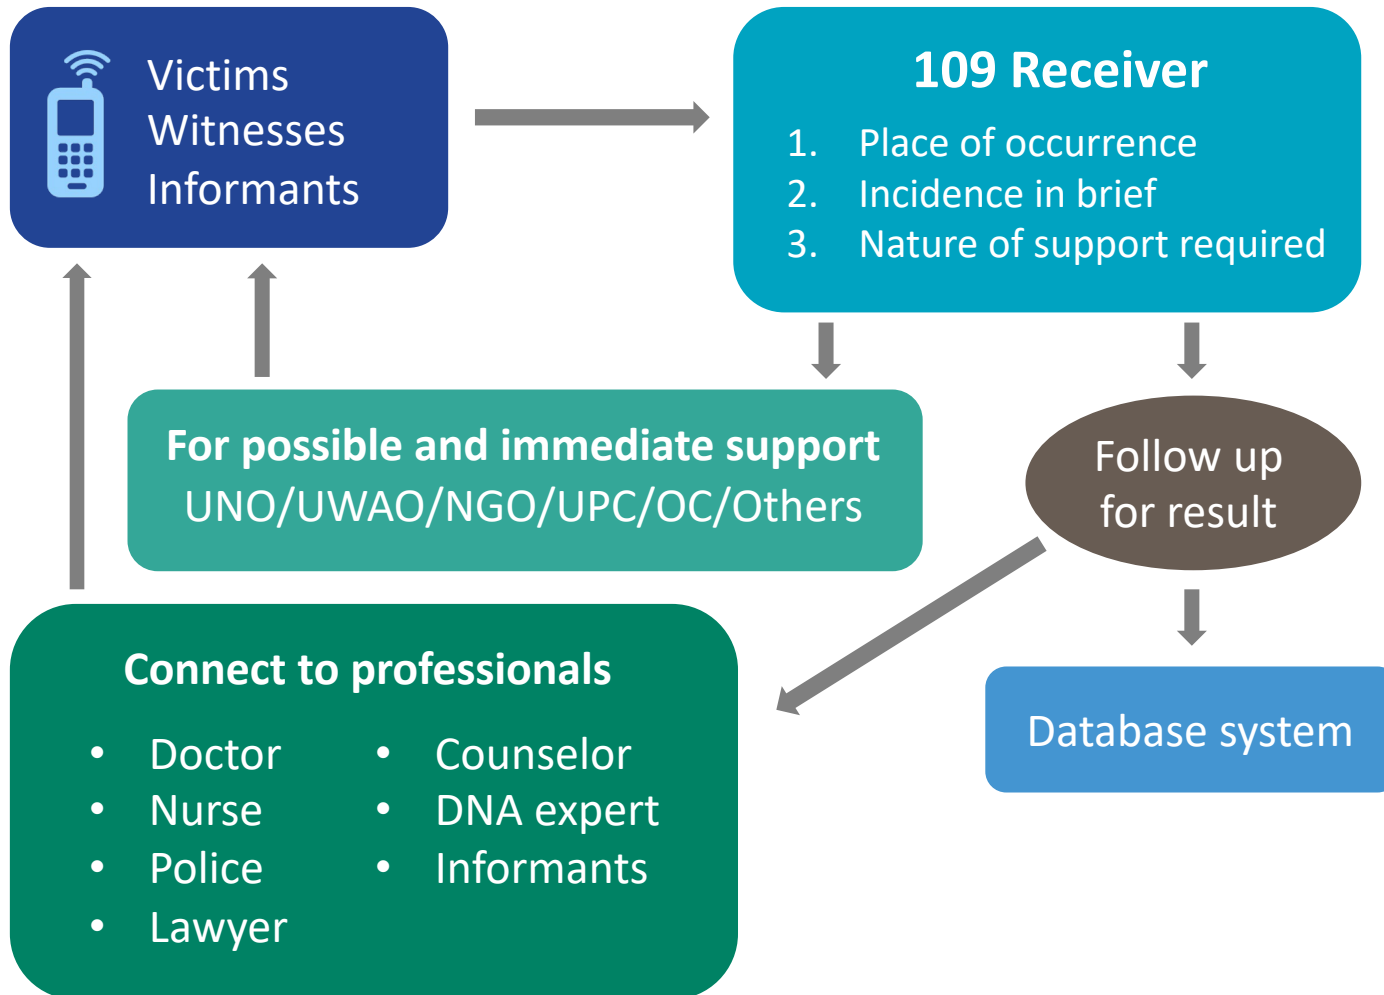 Victims
Witnesses
Informants
109 Receiver
1. Place of occurrence
2. Incidence in brief
3. Nature of support required
For possible and immediate support
UNO/UWAO/NGO/UPC/OC/Others
Follow up
for result
Connect to professionals
• Doctor
• Nurse
• Police
• Lawyer
• Counselor
• DNA expert
• Informants
Database system